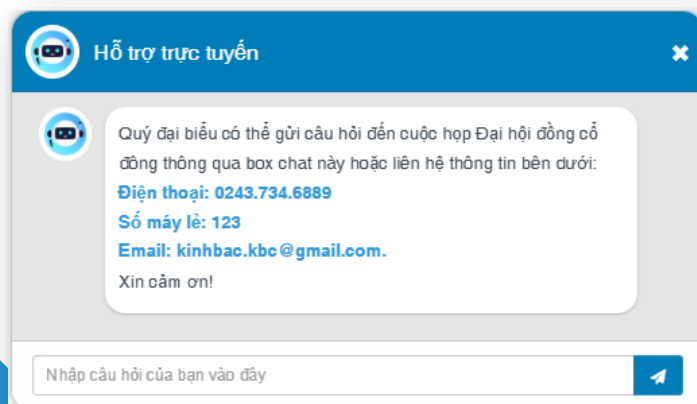 Hỗ trợ trực tuyến
Quý đại biểu có thể gửi câu hỏi đến cuộc họp Đại hội đồng cổ
đông thông qua box chat này hoặc liên hệ thông tin bên dưới:
Điện thoại: 0243.734.6889
Số máy lẻ: 123
Email: kinhbac.kbc@gmail.com.
Xin cảm ơn!
Nhập câu hỏi của bạn vào đây